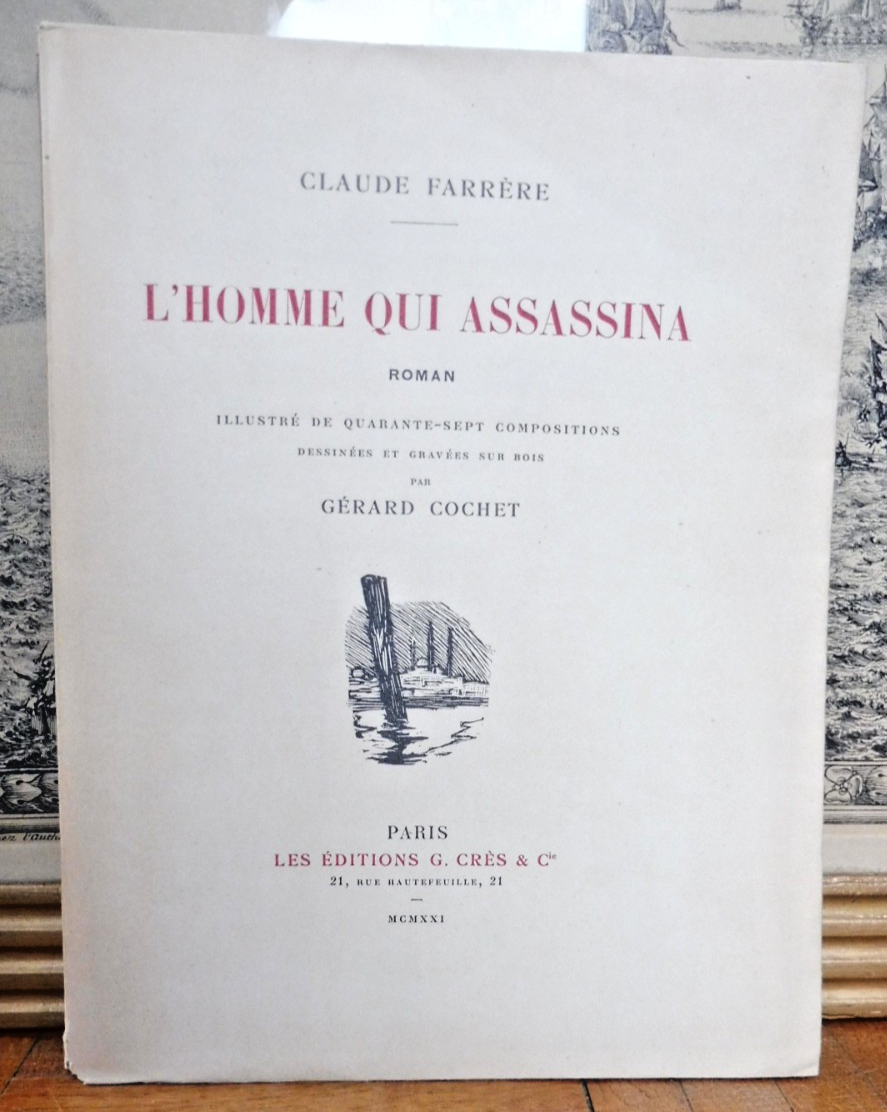 CLAUDE FARRÈRE
L'HOMME QUI ASSASSINA
ROMAN
ILLUSTRÉ DE QUARANTE-SEPT COMPOSITIONS
DESSINÉES ET GRAVÉES SUR BOIS
PAR
GÉRARD COCHET
PARIS
LES ÉDITIONS G. CRÈS & Cie
21, RUE HAUTEFEUILLE, 21
MCMXXI